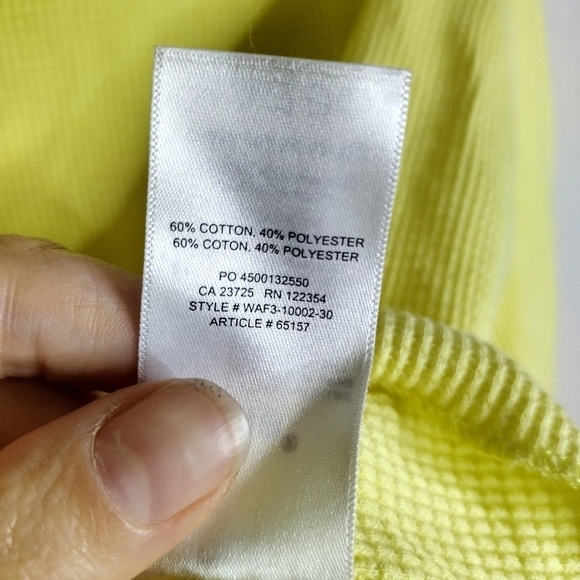 60% COTTON, 40% POLYESTER
60% COTON, 40% POLYESTER
PO 4500132550
CA 23725 RN 122354
STYLE # WAF3-10002-30
ARTICLE # 65157